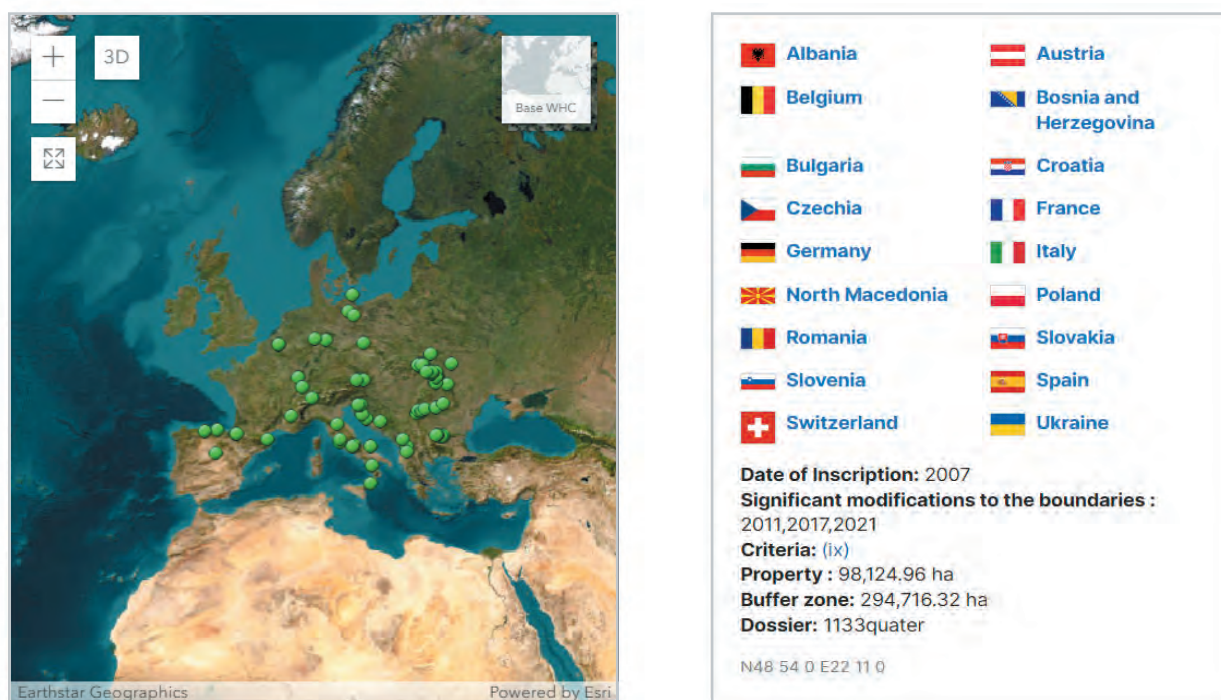 +
3D
−
Base WHC
Earthstar Geographics
Powered by Esri
Albania
Austria
Belgium
Bosnia and
Herzegovina
Bulgaria
Croatia
Czechia
France
Germany
Italy
North Macedonia
Poland
Romania
Slovakia
Slovenia
Spain
Switzerland
Ukraine
Date of Inscription: 2007
Significant modifications to the boundaries :
2011,2017,2021
Criteria: (ix)
Property : 98,124.96 ha
Buffer zone: 294,716.32 ha
Dossier: 1133quater
N48 54 0 E22 11 0